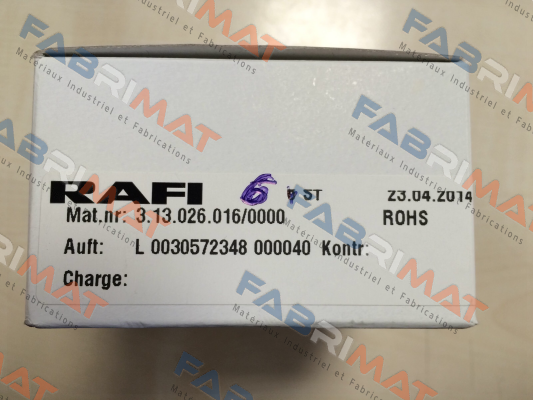 RAFI 6 ST 23.04.2014
Mat.nr: 3.13.026.016/0000 ROHS
Auft: L 0030572348 000040 Kontr:
Charge:
FABRIMAT
Matériaux Industriel et Fabrications